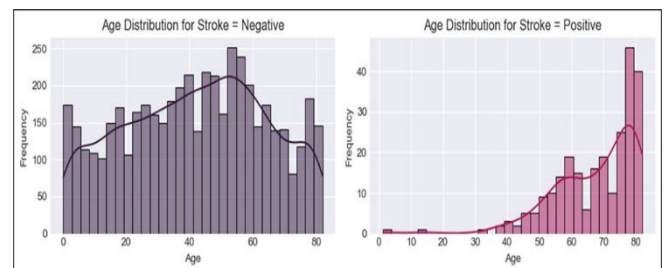 Age Distribution for Stroke = Negative
250
200
150
100
50
0
Frequency
0 20 40 60 80
Age
Age Distribution for Stroke = Positive
40
30
20
10
0
Frequency
0 10 20 30 40 50 60 70 80
Age